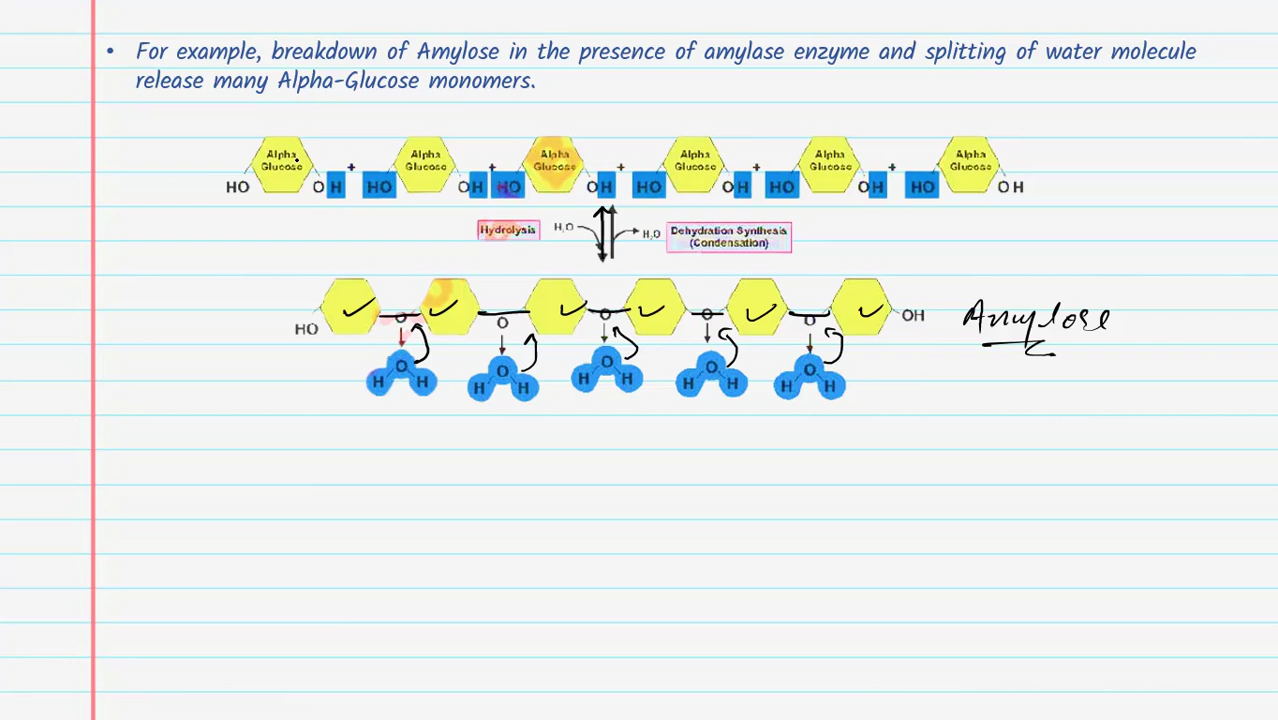 • For example, breakdown of Amylose in the presence of amylase enzyme and splitting of water molecule
release many Alpha-Glucose monomers.
Alpha Alpha Alpha Alpha Alpha Alpha
Glucose + Glucose + Glucose + Glucose + Glucose + Glucose
HO OH HO OH HO OH HO OH HO OH HO OH
Hydrolysis H₂O H₂O Dehydration Synthesis
(Condensation)
HO O O O O O OH Amylose
O O O O O
H H H H H H H H H H